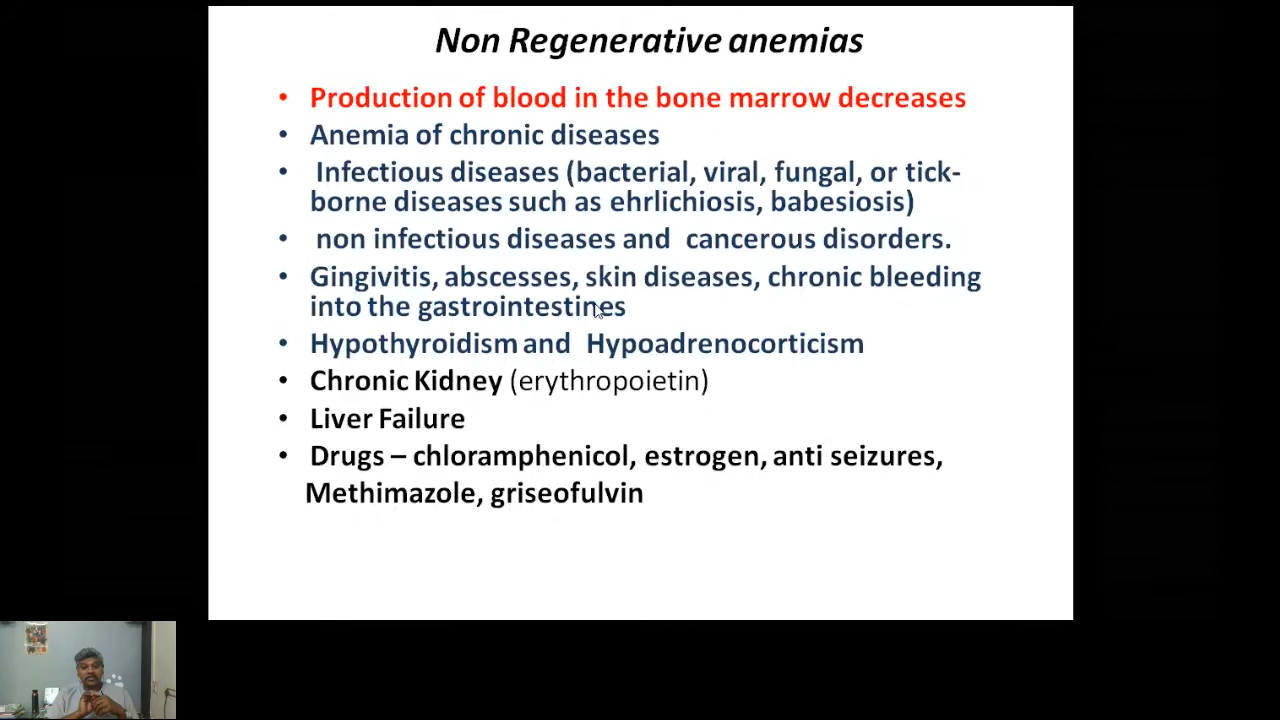 Non Regenerative anemias
• Production of blood in the bone marrow decreases
• Anemia of chronic diseases
• Infectious diseases (bacterial, viral, fungal, or tick-
borne diseases such as ehrlichiosis, babesiosis)
• non infectious diseases and cancerous disorders.
• Gingivitis, abscesses, skin diseases, chronic bleeding
into the gastrointestines
• Hypothyroidism and Hypoadrenocorticism
• Chronic Kidney (erythropoietin)
• Liver Failure
• Drugs – chloramphenicol, estrogen, anti seizures,
Methimazole, griseofulvin